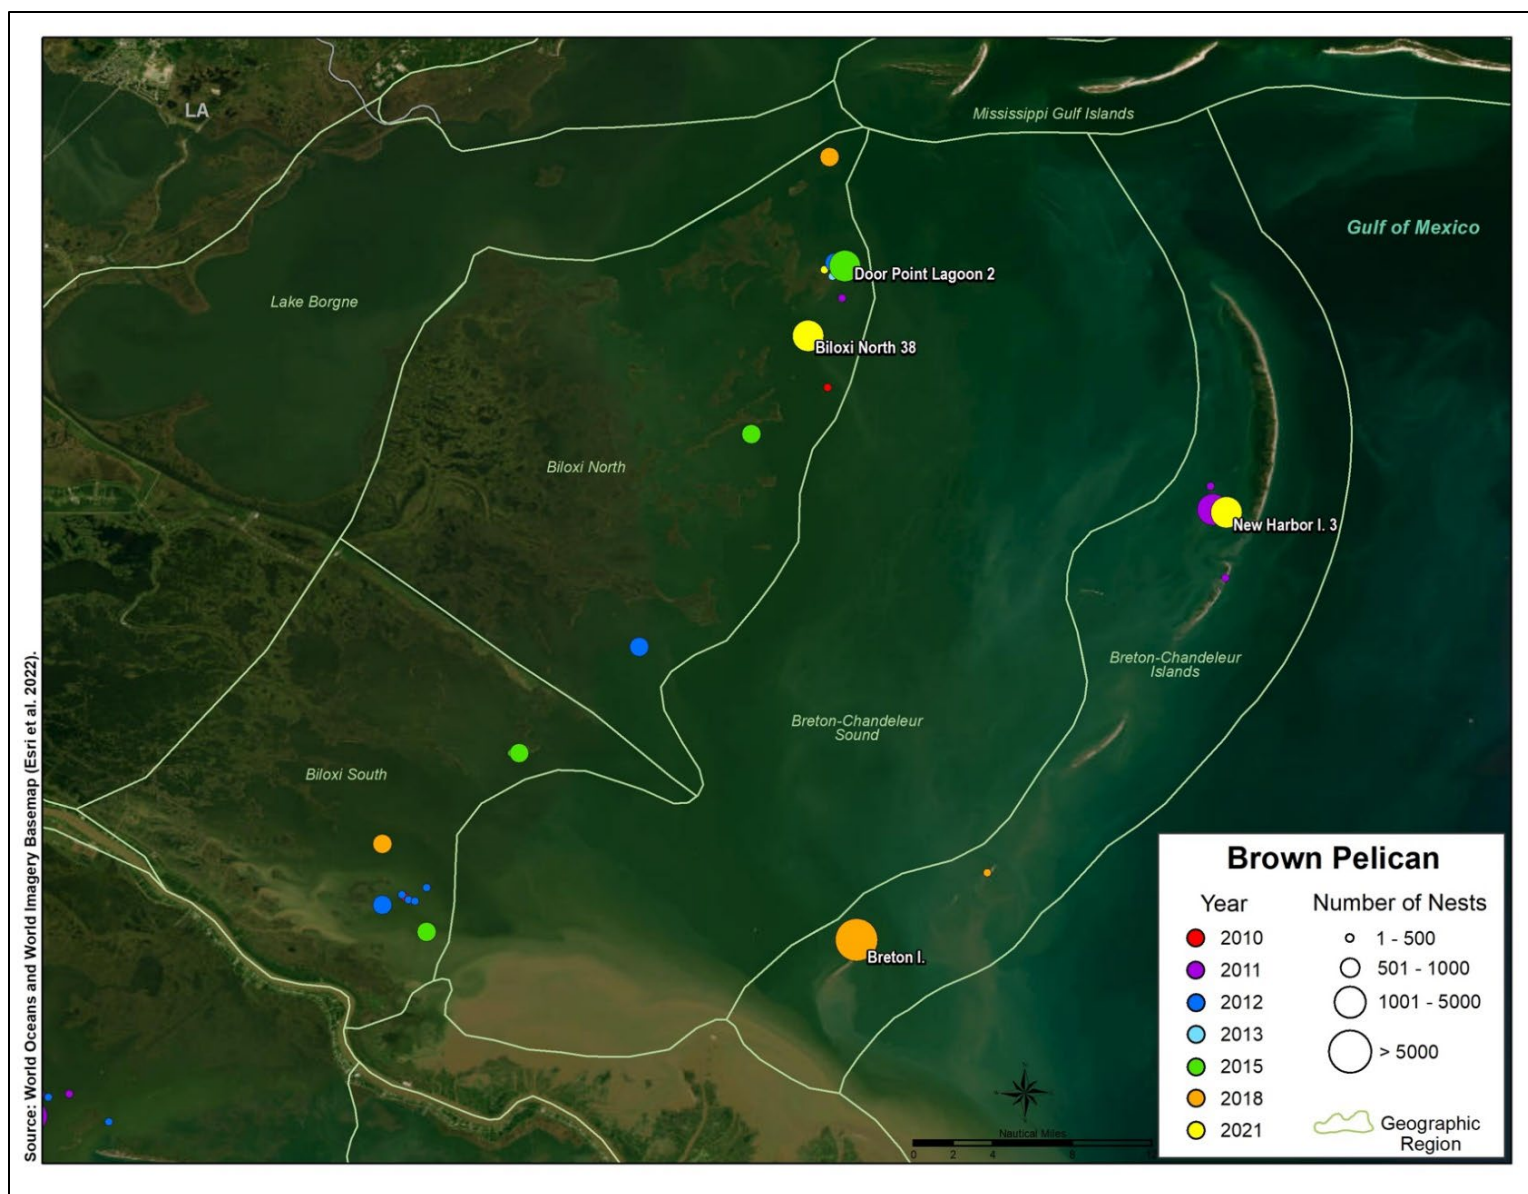 LA
Mississippi Gulf Islands
Gulf of Mexico
Door Point Lagoon 2
Lake Borgne
Biloxi North 38
Biloxi North
New Harbor I. 3
Breton-Chandeleur
Islands
Breton-Chandeleur
Sound
Biloxi South
Breton I.
Source: World Oceans and World Imagery Basemap (Esri et al. 2022).
Brown Pelican
Year
2010
2011
2012
2013
2015
2018
2021
Number of Nests
1 - 500
501 - 1000
1001 - 5000
> 5000
Geographic
Region
Nautical Miles
0 2 4 8